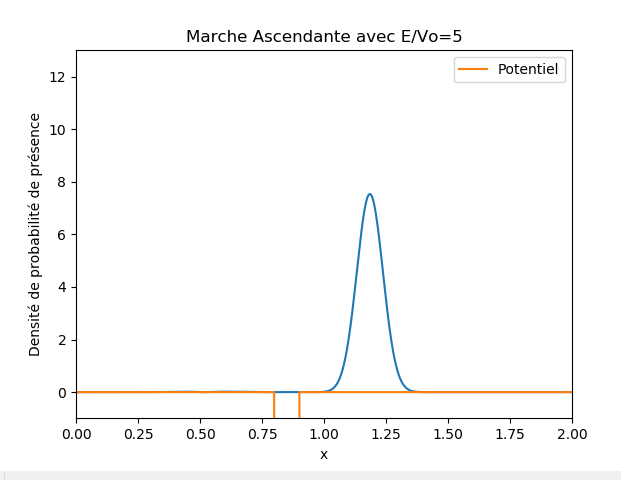 Marche Ascendante avec E/Vo=5
Potentiel
12
10
8
6
4
2
0
Densité de probabilité de présence
0.00 0.25 0.50 0.75 1.00 1.25 1.50 1.75 2.00
x